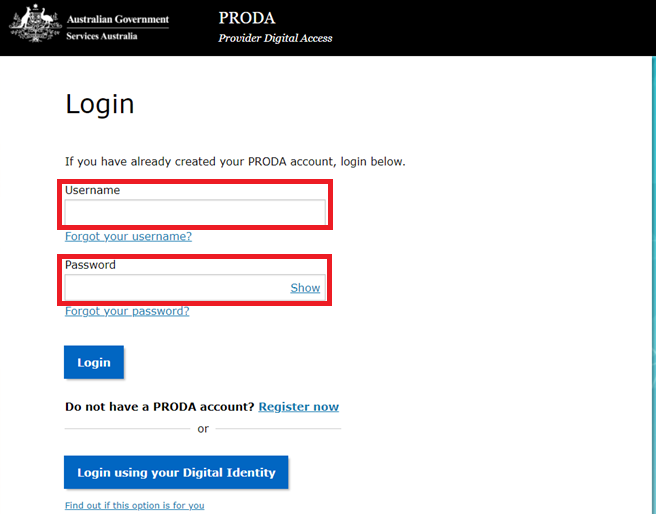 Australian Government
Services Australia
PRODA
Provider Digital Access
Login
If you have already created your PRODA account, login below.
Username
Forgot your username?
Password
Show
Forgot your password?
Login
Do not have a PRODA account? Register now
or
Login using your Digital Identity
Find out if this option is for you